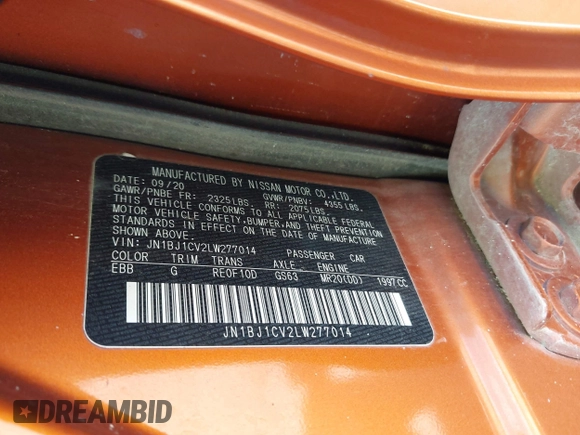 MANUFACTURED BY NISSAN MOTOR CO.,LTD.
DATE: 09/20 GVWR/PNBV: 4355LBS.
GAWR/PNBE FR: 2325LBS. RR: 2075LBS.
THIS VEHICLE CONFORMS TO ALL APPLICABLE FEDERAL
MOTOR VEHICLE SAFETY,BUMPER,AND THEFT PREVENTION
STANDARDS IN EFFECT ON THE DATE OF MANUFACTURE
SHOWN ABOVE.
VIN: JN1BJ1CV2LW277014 PASSENGER CAR
COLOR TRIM TRANS AXLE ENGINE
EBB G RE0F10D GS63 MR20(DD) 1997CC
JN1BJ1CV2LW277014
DREAMBID